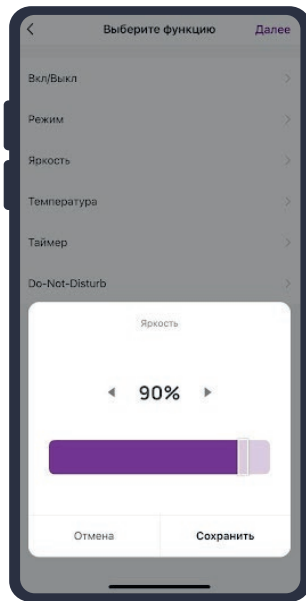 Выберите функцию Далее
Вкл/Выкл
Режим
Яркость
Температура
Таймер
Do-Not-Disturb
Яркость
90%
Отмена Сохранить